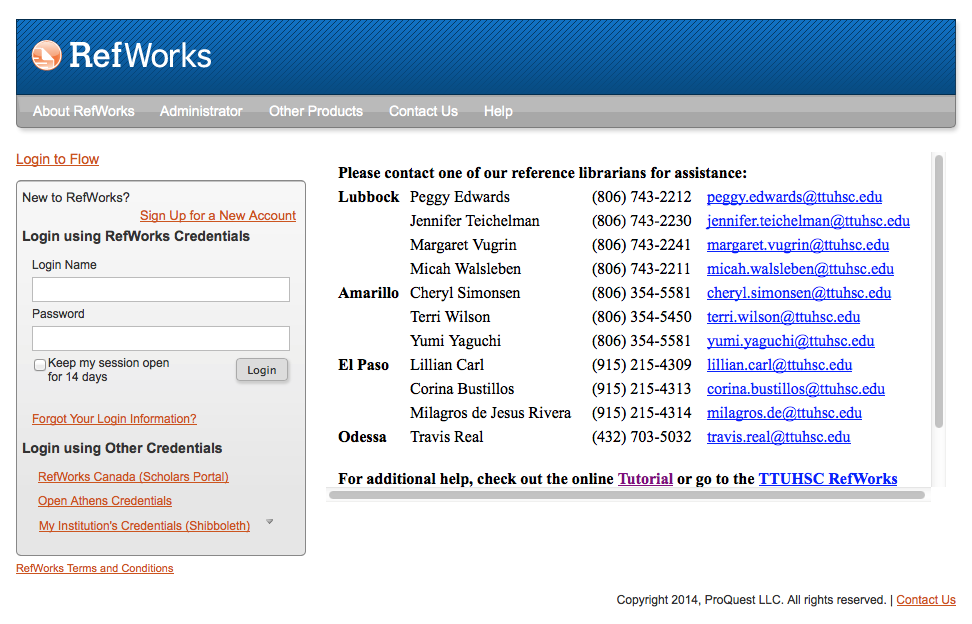 RefWorks
About RefWorks Administrator Other Products Contact Us Help
Login to Flow
New to RefWorks?
Sign Up for a New Account
Login using RefWorks Credentials
Login Name
Password
Keep my session open
for 14 days
Login
Forgot Your Login Information?
Login using Other Credentials
RefWorks Canada (Scholars Portal)
Open Athens Credentials
My Institution's Credentials (Shibboleth)
RefWorks Terms and Conditions
Please contact one of our reference librarians for assistance:
Lubbock Peggy Edwards (806) 743-2212 peggy.edwards@ttuhsc.edu
Jennifer Teichelman (806) 743-2230 jennifer.teichelman@ttuhsc.edu
Margaret Vugrin (806) 743-2241 margaret.vugrin@ttuhsc.edu
Micah Walsleben (806) 743-2211 micah.walsleben@ttuhsc.edu
Amarillo Cheryl Simonsen (806) 354-5581 cheryl.simonsen@ttuhsc.edu
Terri Wilson (806) 354-5450 terri.wilson@ttuhsc.edu
Yumi Yaguchi (806) 354-5581 yumi.yaguchi@ttuhsc.edu
El Paso Lillian Carl (915) 215-4309 lillian.carl@ttuhsc.edu
Corina Bustillos (915) 215-4313 corina.bustillos@ttuhsc.edu
Milagros de Jesus Rivera (915) 215-4314 milagros.de@ttuhsc.edu
Odessa Travis Real (432) 703-5032 travis.real@ttuhsc.edu
For additional help, check out the online Tutorial or go to the TTUHSC RefWorks
Copyright 2014, ProQuest LLC. All rights reserved. | Contact Us